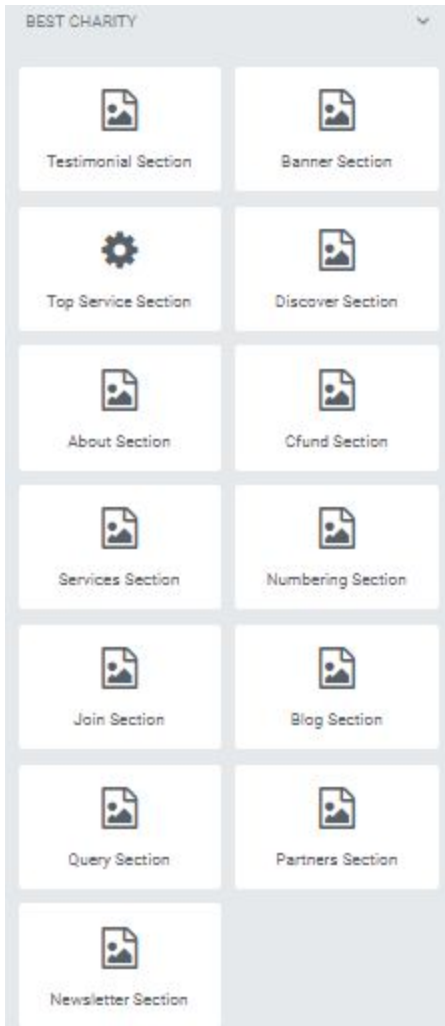 BEST CHARITY
Testimonial Section
Banner Section
Top Service Section
Discover Section
About Section
Cfund Section
Services Section
Numbering Section
Join Section
Blog Section
Query Section
Partners Section
Newsletter Section